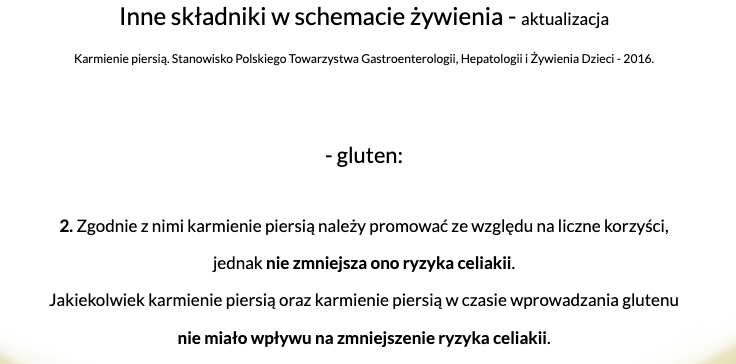 Inne składniki w schemacie żywienia - aktualizacja
Karmienie piersią. Stanowisko Polskiego Towarzystwa Gastroenterologii, Hepatologii i Żywienia Dzieci - 2016.
- gluten:
2. Zgodnie z nimi karmienie piersią należy promować ze względu na liczne korzyści,
jednak nie zmniejsza ono ryzyka celiakii.
Jakiekolwiek karmienie piersią oraz karmienie piersią w czasie wprowadzania glutenu
nie miało wpływu na zmniejszenie ryzyka celiakii.